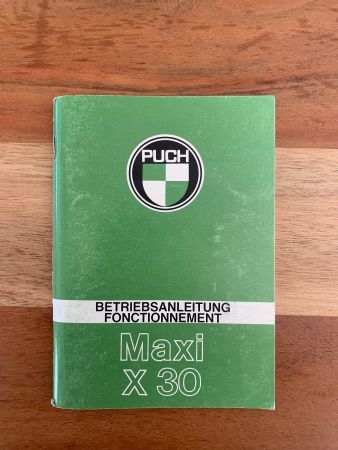 PUCH
BETRIEBSANLEITUNG
FONCTIONNEMENT
Maxi
X 30